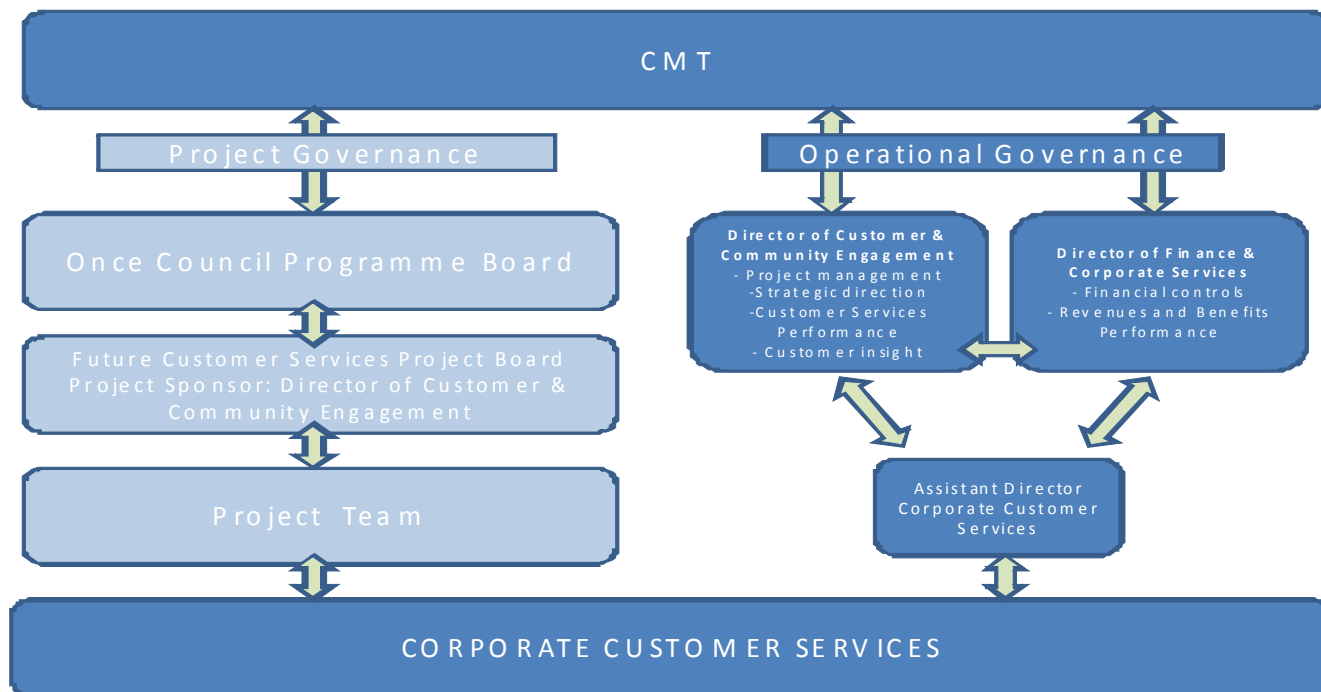 CMT
Project Governance
Operational Governance
Once Council Programme Board
Future Customer Services Project Board
Project Sponsor: Director of Customer &
Community Engagement
Project Team
Director of Customer &
Community Engagement
- Project management
-Strategic direction
-Customer Services
Performance
- Customer insight
Director of Finance &
Corporate Services
- Financial controls
- Revenues and Benefits
Performance
Assistant Director
Corporate Customer
Services
CORPORATE CUSTOMER SERVICES